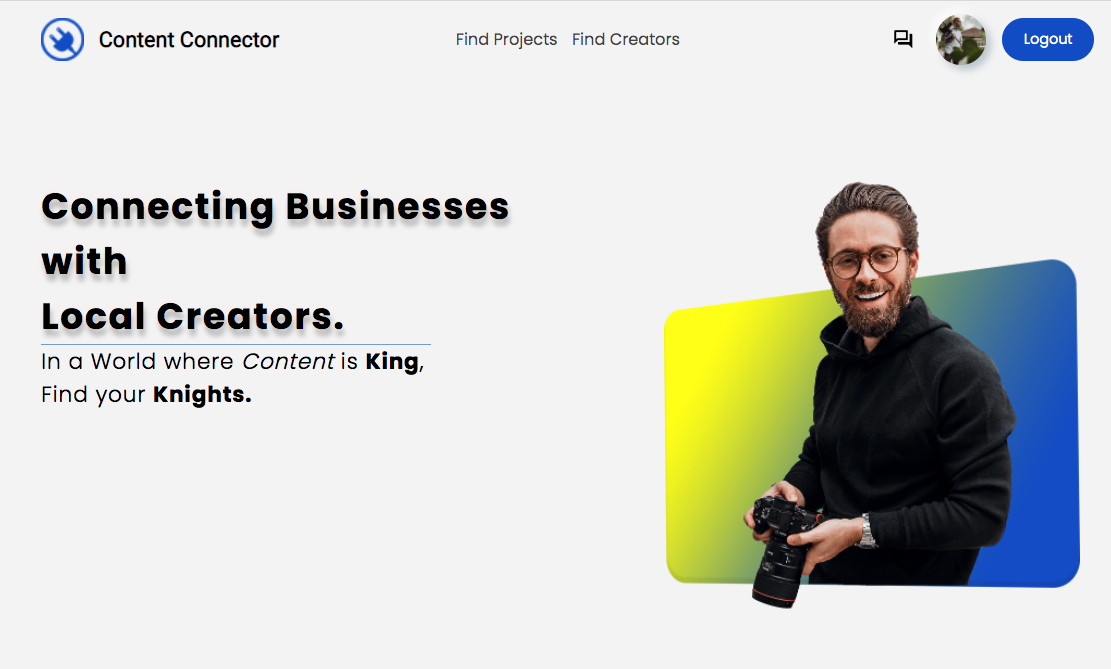 Content Connector
Find Projects Find Creators
Logout
Connecting Businesses
with
Local Creators.
In a World where Content is King,
Find your Knights.